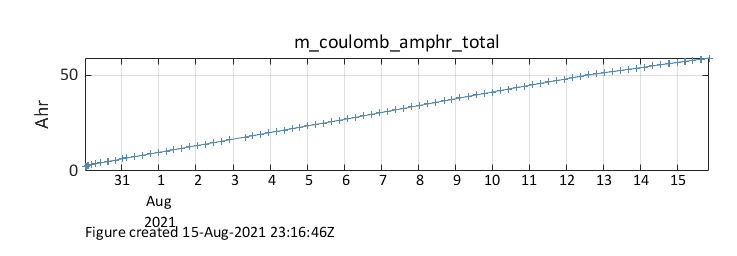 m_coulomb_amphr_total
50
Ahr
0
31 1 2 3 4 5 6 7 8 9 10 11 12 13 14 15
Aug
2021
Figure created 15-Aug-2021 23:16:46Z